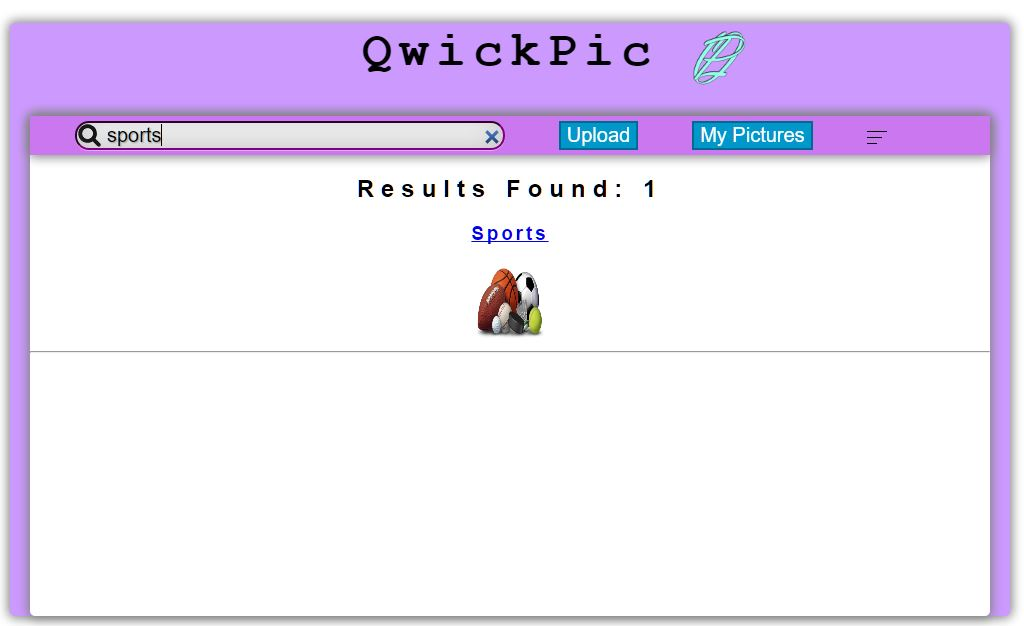 QwickPic
sports
Upload
My Pictures
Results Found: 1
Sports